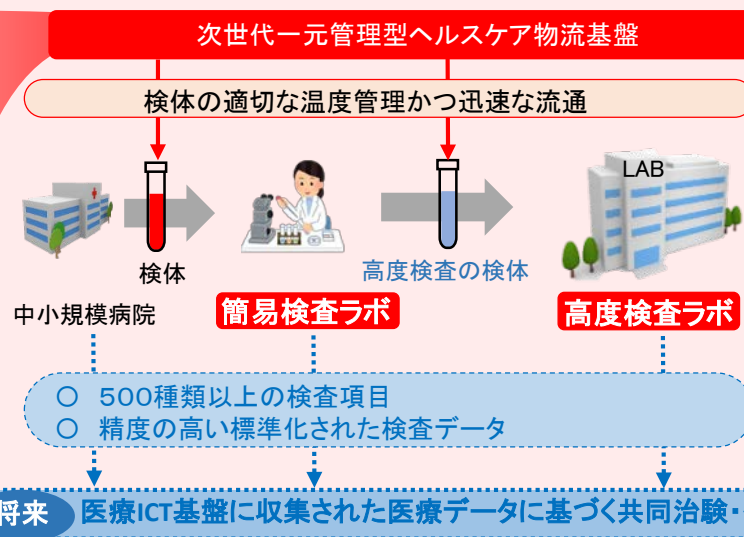 次世代一元管理型ヘルスケア物流基盤
検体の適切な温度管理かつ迅速な流通
LAB
検体
高度検査の検体
中小規模病院
簡易検査ラボ
高度検査ラボ
○ 500種類以上の検査項目
○ 精度の高い標準化された検査データ
将来
医療ICT基盤に収集された医療データに基づく共同治験・